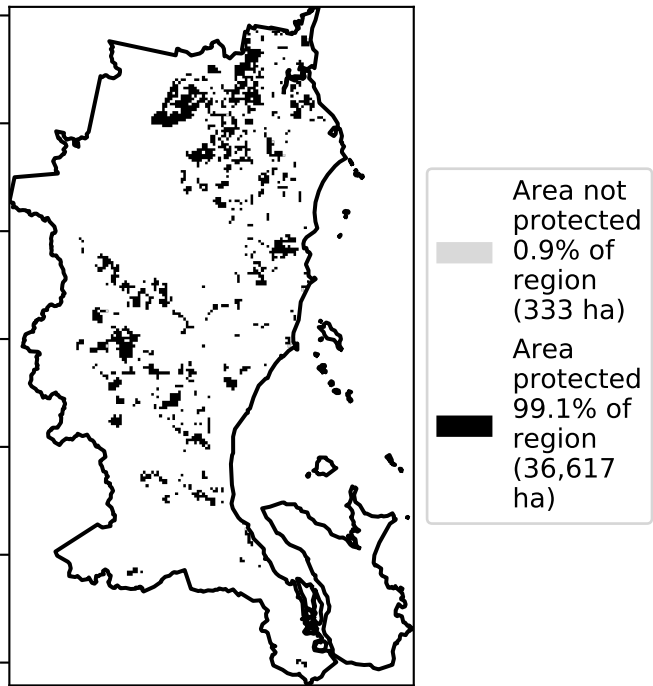 Area not
protected
0.9% of
region
(333 ha)
Area
protected
99.1% of
region
(36,617
ha)